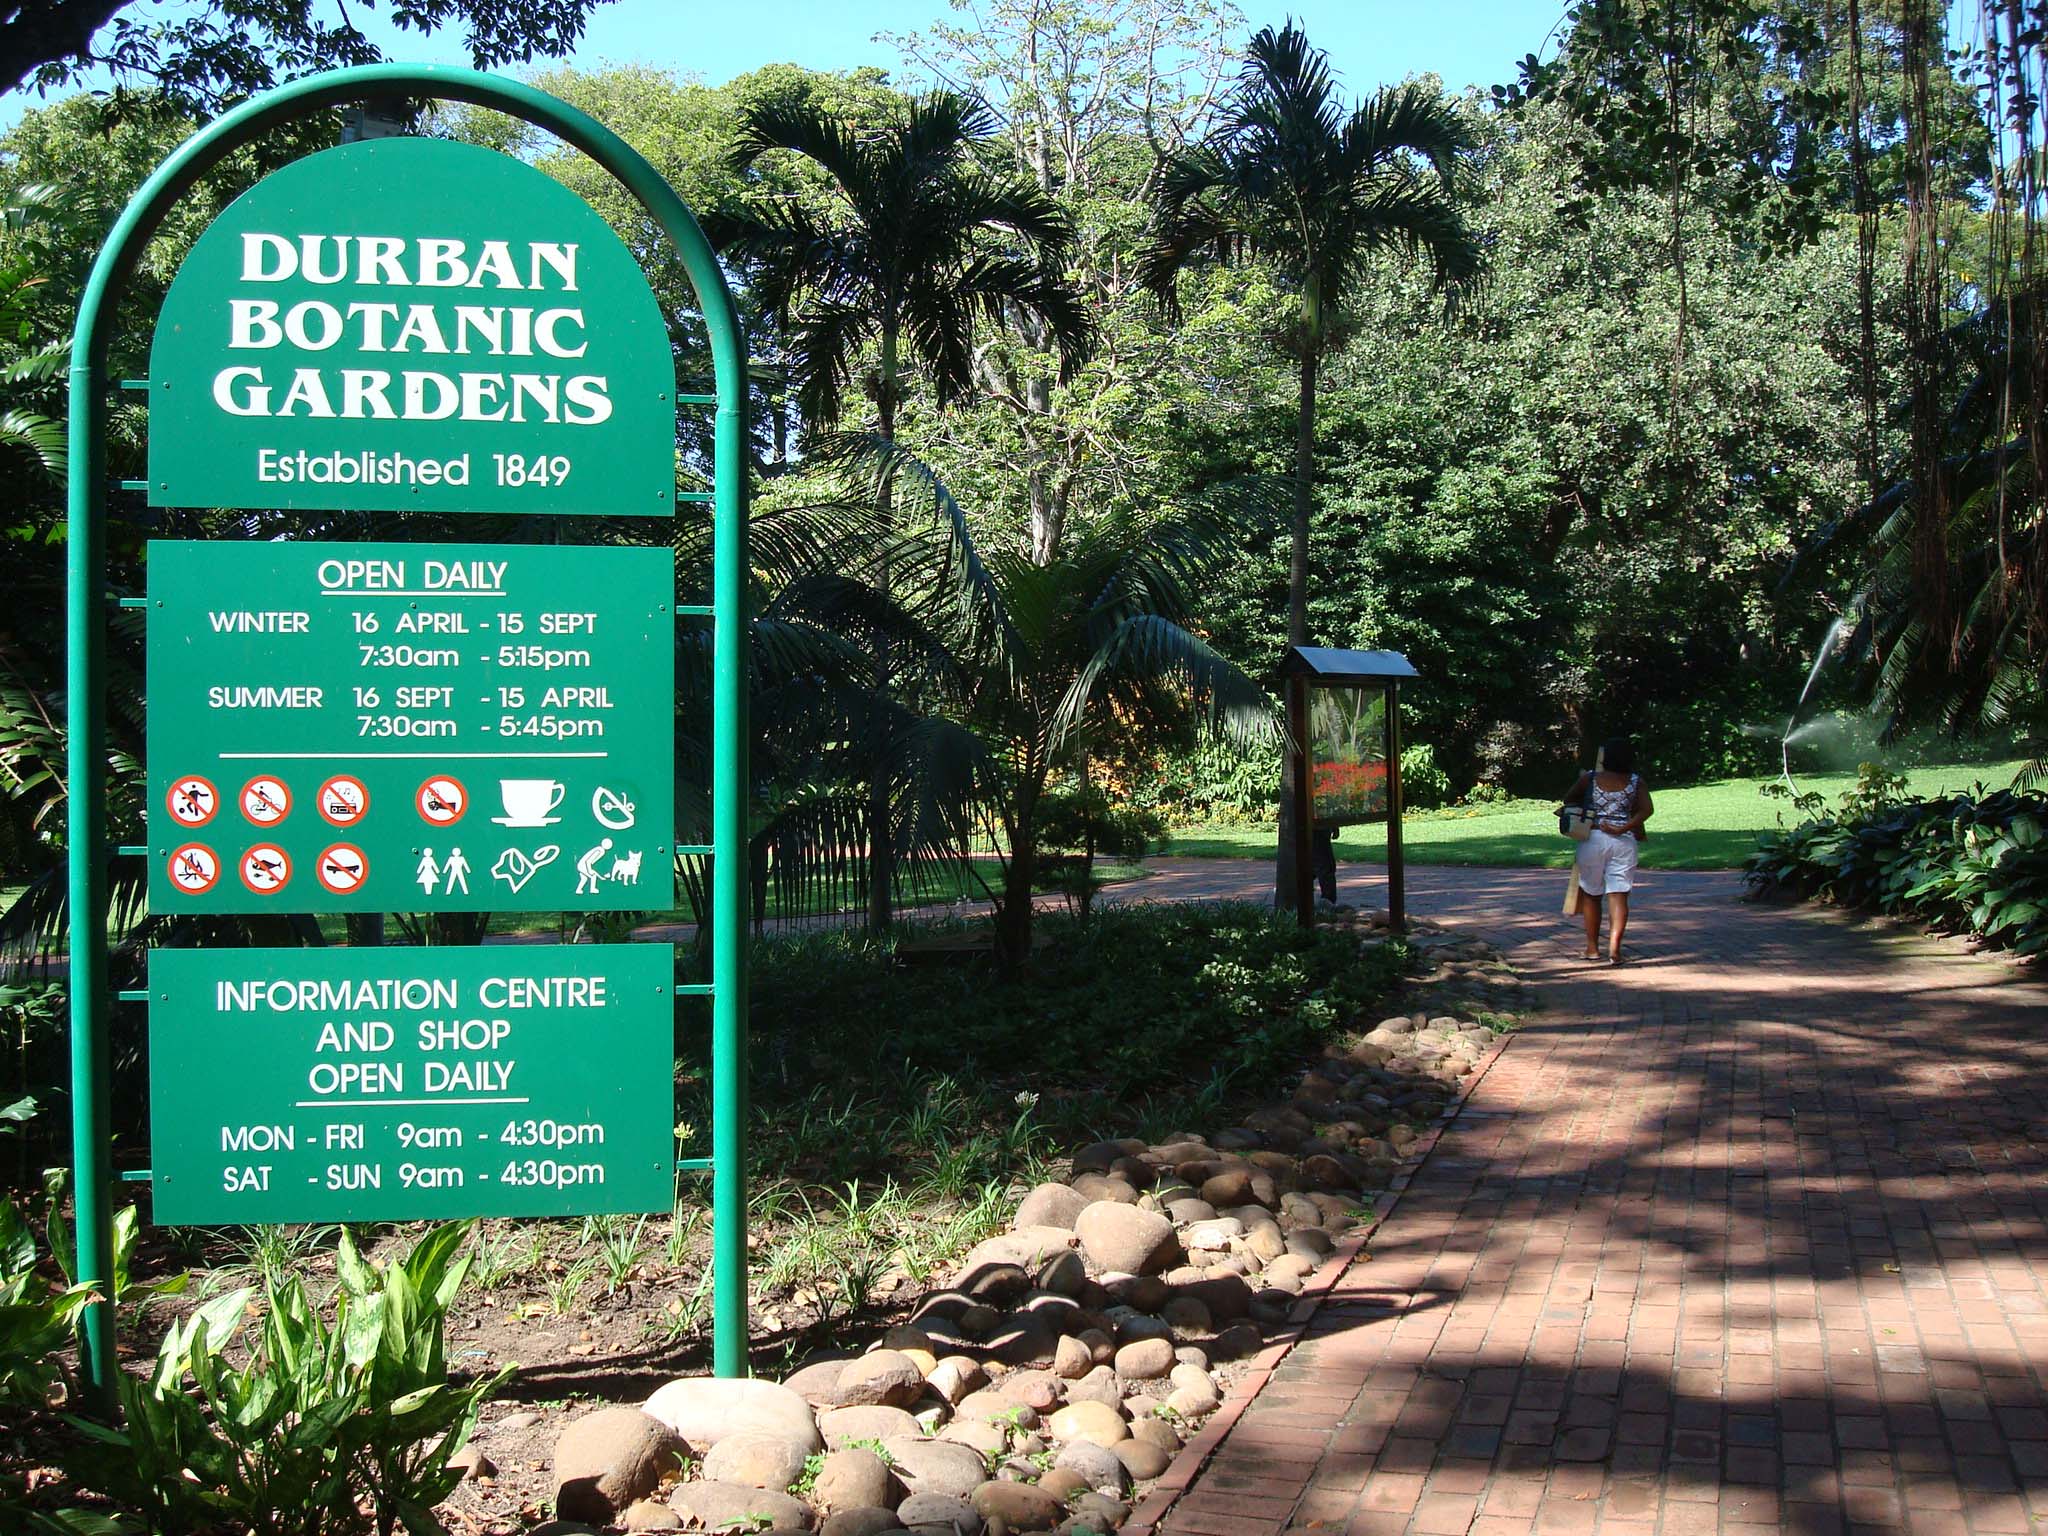 DURBAN
BOTANIC
GARDENS
Established 1849
OPEN DAILY
WINTER 16 APRIL - 15 SEPT
7:30am - 5:15pm
SUMMER 16 SEPT - 15 APRIL
7:30am - 5:45pm
INFORMATION CENTRE
AND SHOP
OPEN DAILY
MON - FRI 9am - 4:30pm
SAT - SUN 9am - 4:30pm